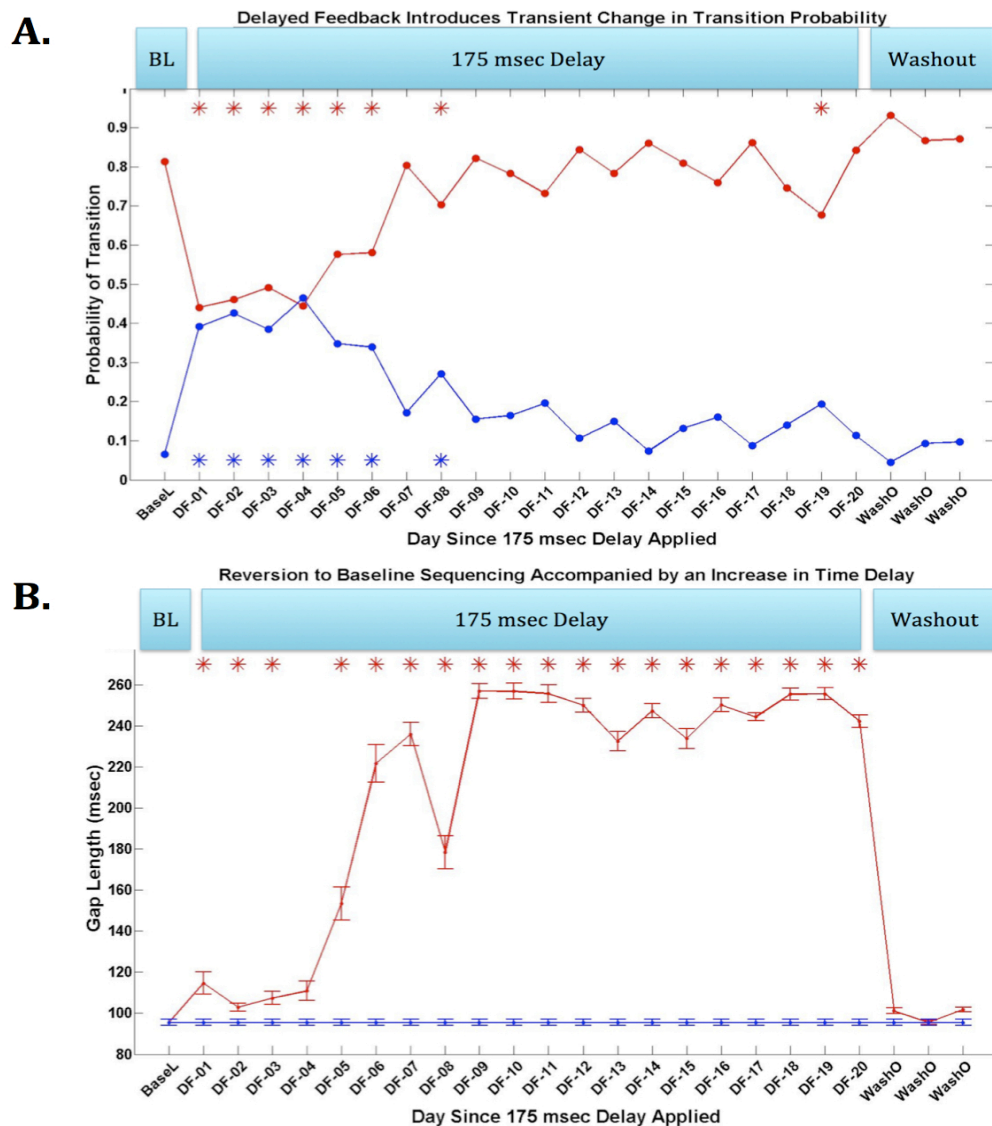 A.
Delayed Feedback Introduces Transient Change in Transition Probability
BL
175 msec Delay
Washout
1
0.9
0.8
0.7
0.6
0.5
0.4
0.3
0.2
0.1
0
Probability of Transition
BaseL DF-01 DF-02 DF-03 DF-04 DF-05 DF-06 DF-07 DF-08 DF-09 DF-10 DF-11 DF-12 DF-13 DF-14 DF-15 DF-16 DF-17 DF-18 DF-19 DF-20 WashO WashO WashO
Day Since 175 msec Delay Applied
B.
Reversion to Baseline Sequencing Accompanied by an Increase in Time Delay
BL
175 msec Delay
Washout
260
240
220
200
180
160
140
120
100
80
Gap Length (msec)
BaseL DF-01 DF-02 DF-03 DF-04 DF-05 DF-06 DF-07 DF-08 DF-09 DF-10 DF-11 DF-12 DF-13 DF-14 DF-15 DF-16 DF-17 DF-18 DF-19 DF-20 WashO WashO WashO
Day Since 175 msec Delay Applied